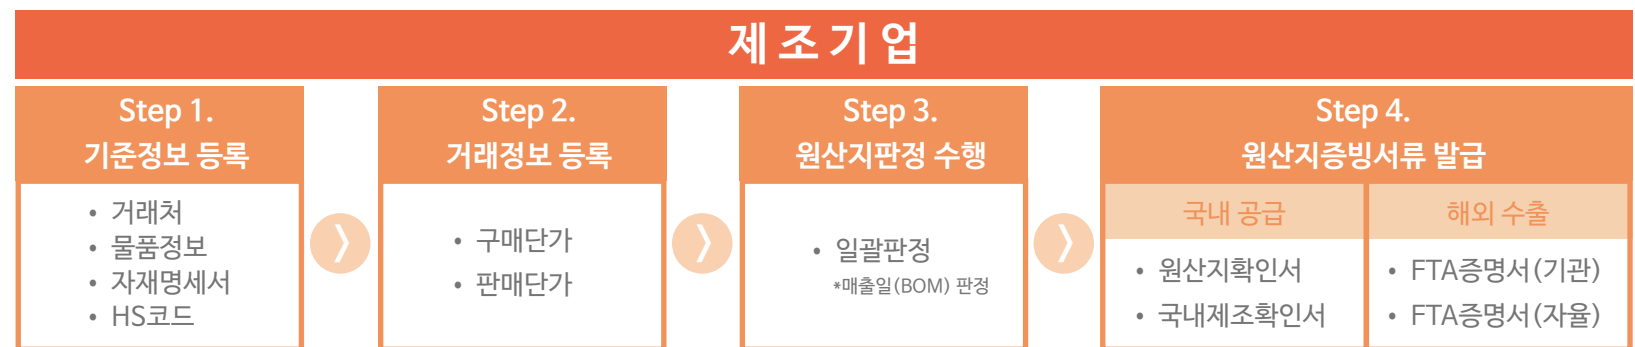 제조기업
Step 1.
기준정보 등록
• 거래처
• 물품정보
• 자재명세서
• HS코드
Step 2.
거래정보 등록
• 구매단가
• 판매단가
Step 3.
원산지판정 수행
• 일괄판정
*매출일(BOM) 판정
Step 4.
원산지증빙서류 발급
국내 공급
• 원산지확인서
• 국내제조확인서
해외 수출
• FTA증명서(기관)
• FTA증명서(자율)